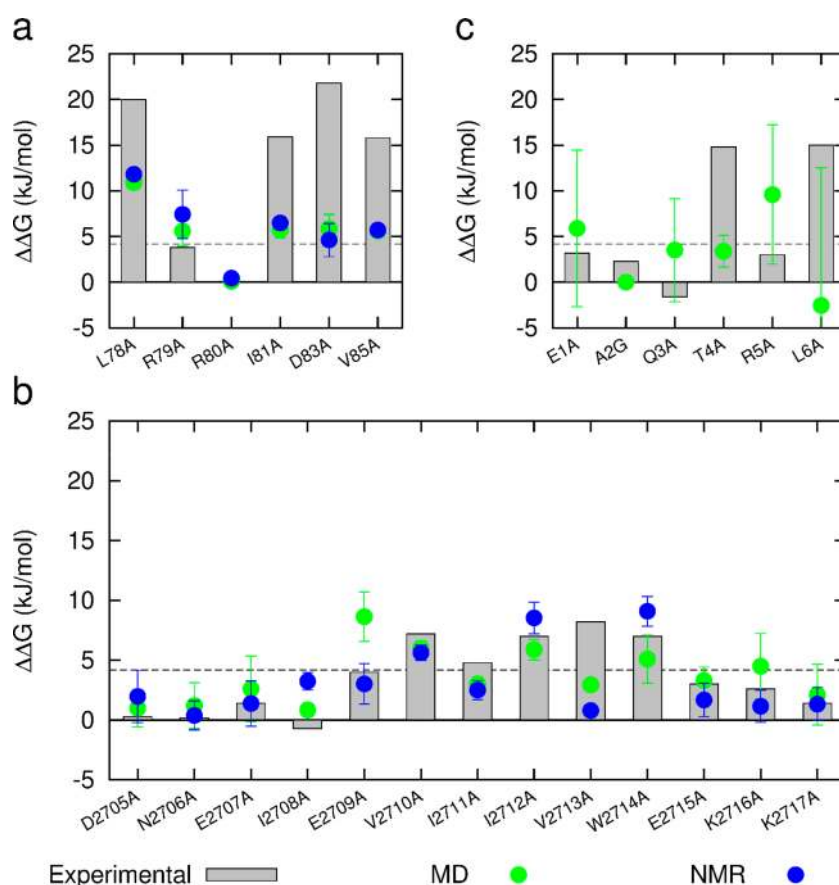 a
c
25
20
15
10
5
0
-5
ΔΔG (kJ/mol)
L78A
R79A
R80A
I81A
D83A
V85A
25
20
15
10
5
0
-5
ΔΔG (kJ/mol)
E1A
A2G
Q3A
T4A
R5A
L6A
b
25
20
15
10
5
0
-5
ΔΔG (kJ/mol)
D2705A
N2706A
E2707A
I2708A
E2709A
V2710A
I2711A
I2712A
V2713A
W2714A
E2715A
K2716A
K2717A
Experimental MD NMR